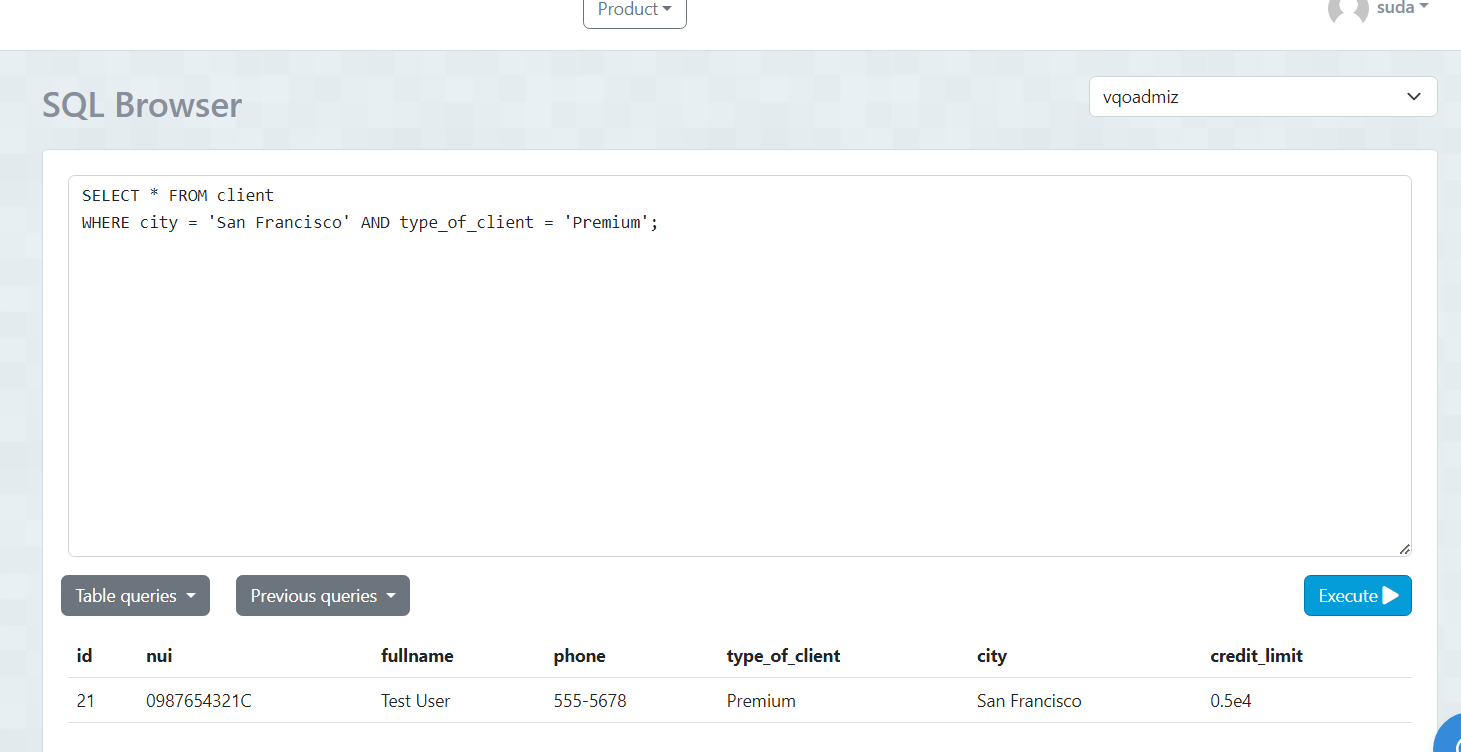 Product
suda
SQL Browser
vqoadmiz
SELECT * FROM client
WHERE city = 'San Francisco' AND type_of_client = 'Premium';
Table queries
Previous queries
Execute
id nui fullname phone type_of_client city credit_limit
21 0987654321C Test User 555-5678 Premium San Francisco 0.5e4